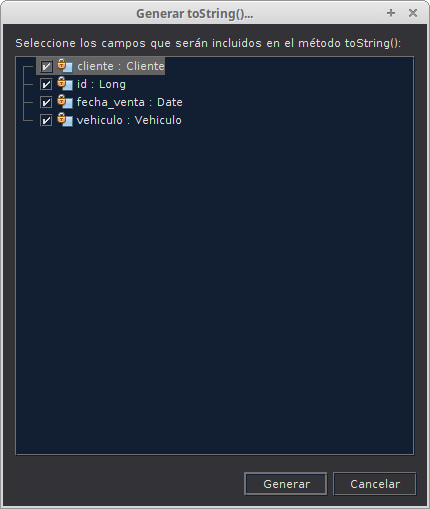 Generar toString()...
Seleccione los campos que serán incluidos en el método toString():
cliente : Cliente
id : Long
fecha_venta : Date
vehiculo : Vehiculo
Generar
Cancelar